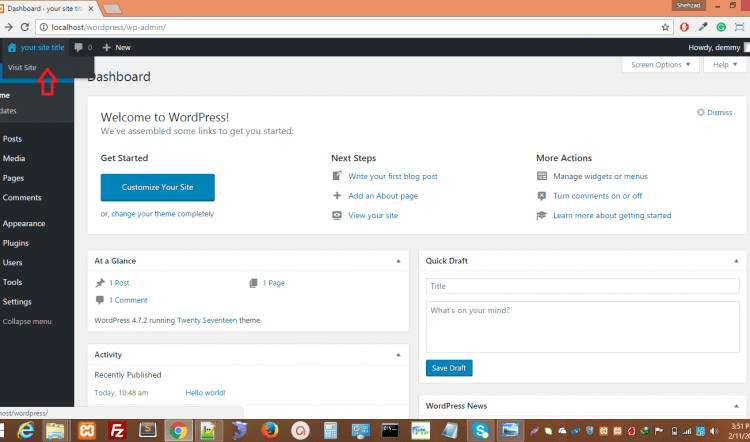 Dashboard ‹ your site tit
Shehzad
localhost/wordpress/wp-admin/
your site title 0 New
Howdy, demmy
Visit Site
Screen Options Help
Dashboard
me
dates
Posts
Media
Pages
Comments
Appearance
Plugins
Users
Tools
Settings
Collapse menu
Welcome to WordPress!
Dismiss
We've assembled some links to get you started:
Get Started
Customize Your Site
or, change your theme completely
Next Steps
Write your first blog post
Add an About page
View your site
More Actions
Manage widgets or menus
Turn comments on or off
Learn more about getting started
At a Glance
1 Post 1 Page
1 Comment
WordPress 4.7.2 running Twenty Seventeen theme.
Activity
Recently Published
Today, 10:48 am Hello world!
Quick Draft
Title
What's on your mind?
Save Draft
WordPress News
host/wordpress/
3:51 P
2/11/2